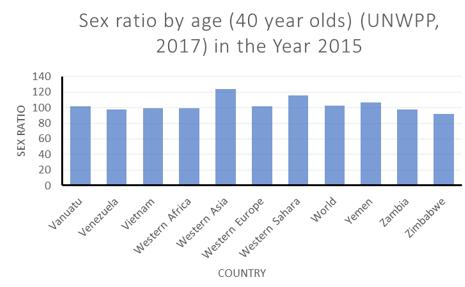 Sex ratio by age (40 year olds) (UNWPP,
2017) in the Year 2015
140
120
100
80
60
40
20
0
SEX RATIO
Vanuatu
Venezuela
Vietnam
Western Africa
Western Asia
Western Europe
Western Sahara
World
Yemen
Zambia
Zimbabwe
COUNTRY